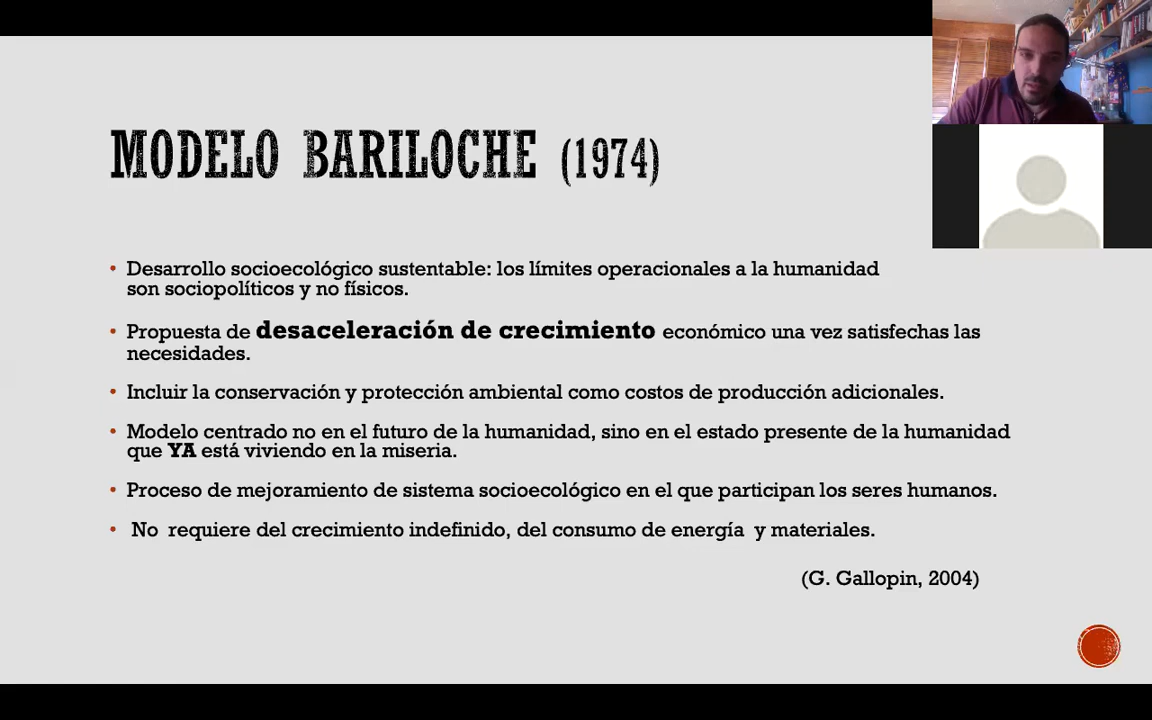 MODELO BARILOCHE (1974)
• Desarrollo socioecológico sustentable: los límites operacionales a la humanidad
son sociopolíticos y no físicos.
• Propuesta de desaceleración de crecimiento económico una vez satisfechas las
necesidades.
• Incluir la conservación y protección ambiental como costos de producción adicionales.
• Modelo centrado no en el futuro de la humanidad, sino en el estado presente de la humanidad
que YA está viviendo en la miseria.
• Proceso de mejoramiento de sistema socioecológico en el que participan los seres humanos.
• No requiere del crecimiento indefinido, del consumo de energía y materiales.
(G. Gallopin, 2004)